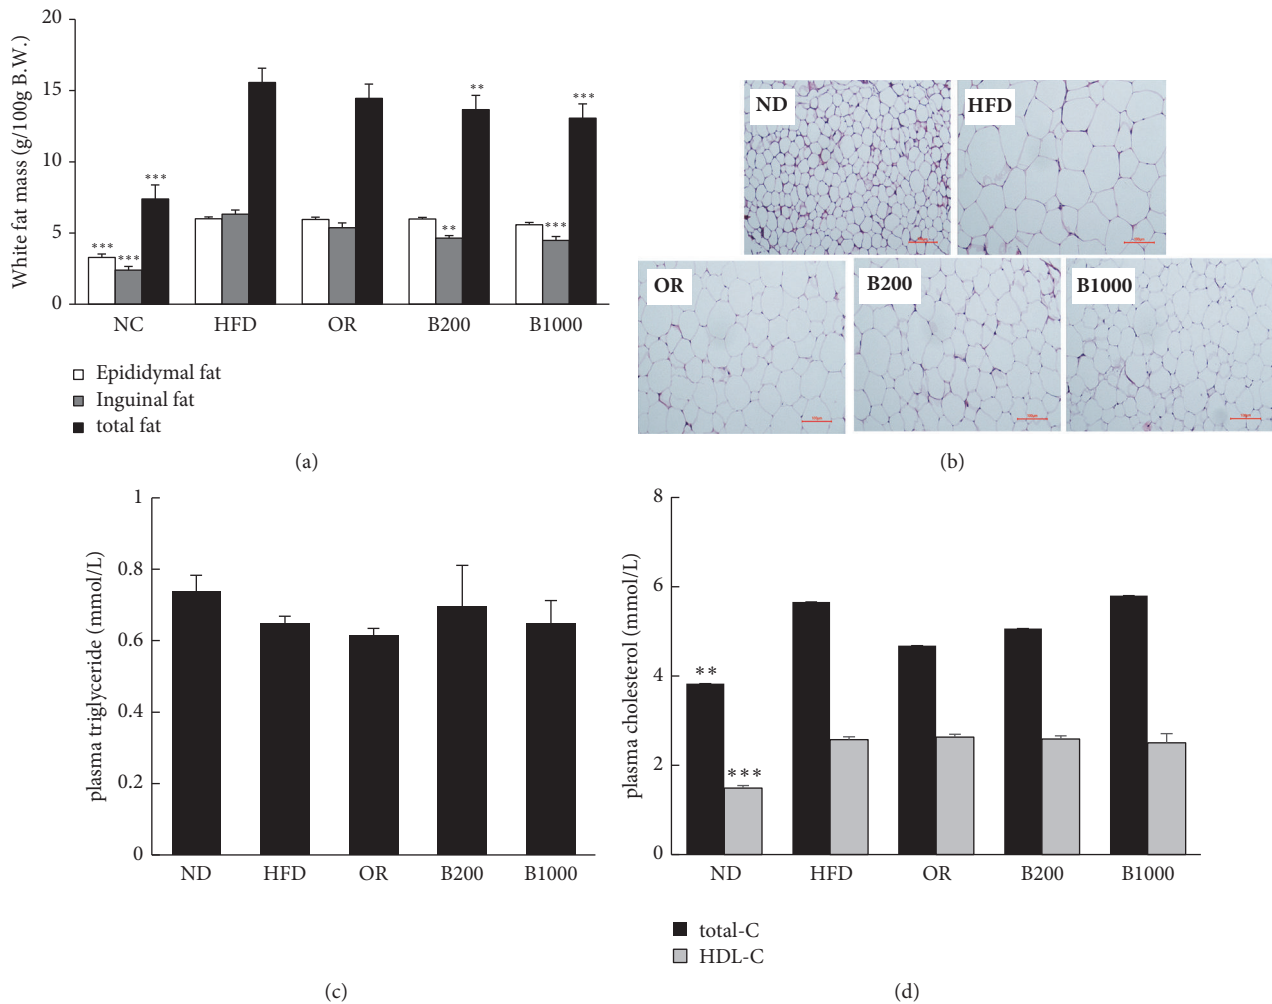 White fat mass (g/100g B.W.)
20
15
10
5
0
***
***
***
**
**
***
***
NC HFD OR B200 B1000
Epididymal fat
Inguinal fat
total fat
(a)
ND HFD
OR B200 B1000
(b)
plasma triglyceride (mmol/L)
1
0.8
0.6
0.4
0.2
0
ND HFD OR B200 B1000
(c)
plasma cholesterol (mmol/L)
8
6
4
2
0
**
***
ND HFD OR B200 B1000
total-C
HDL-C
(d)